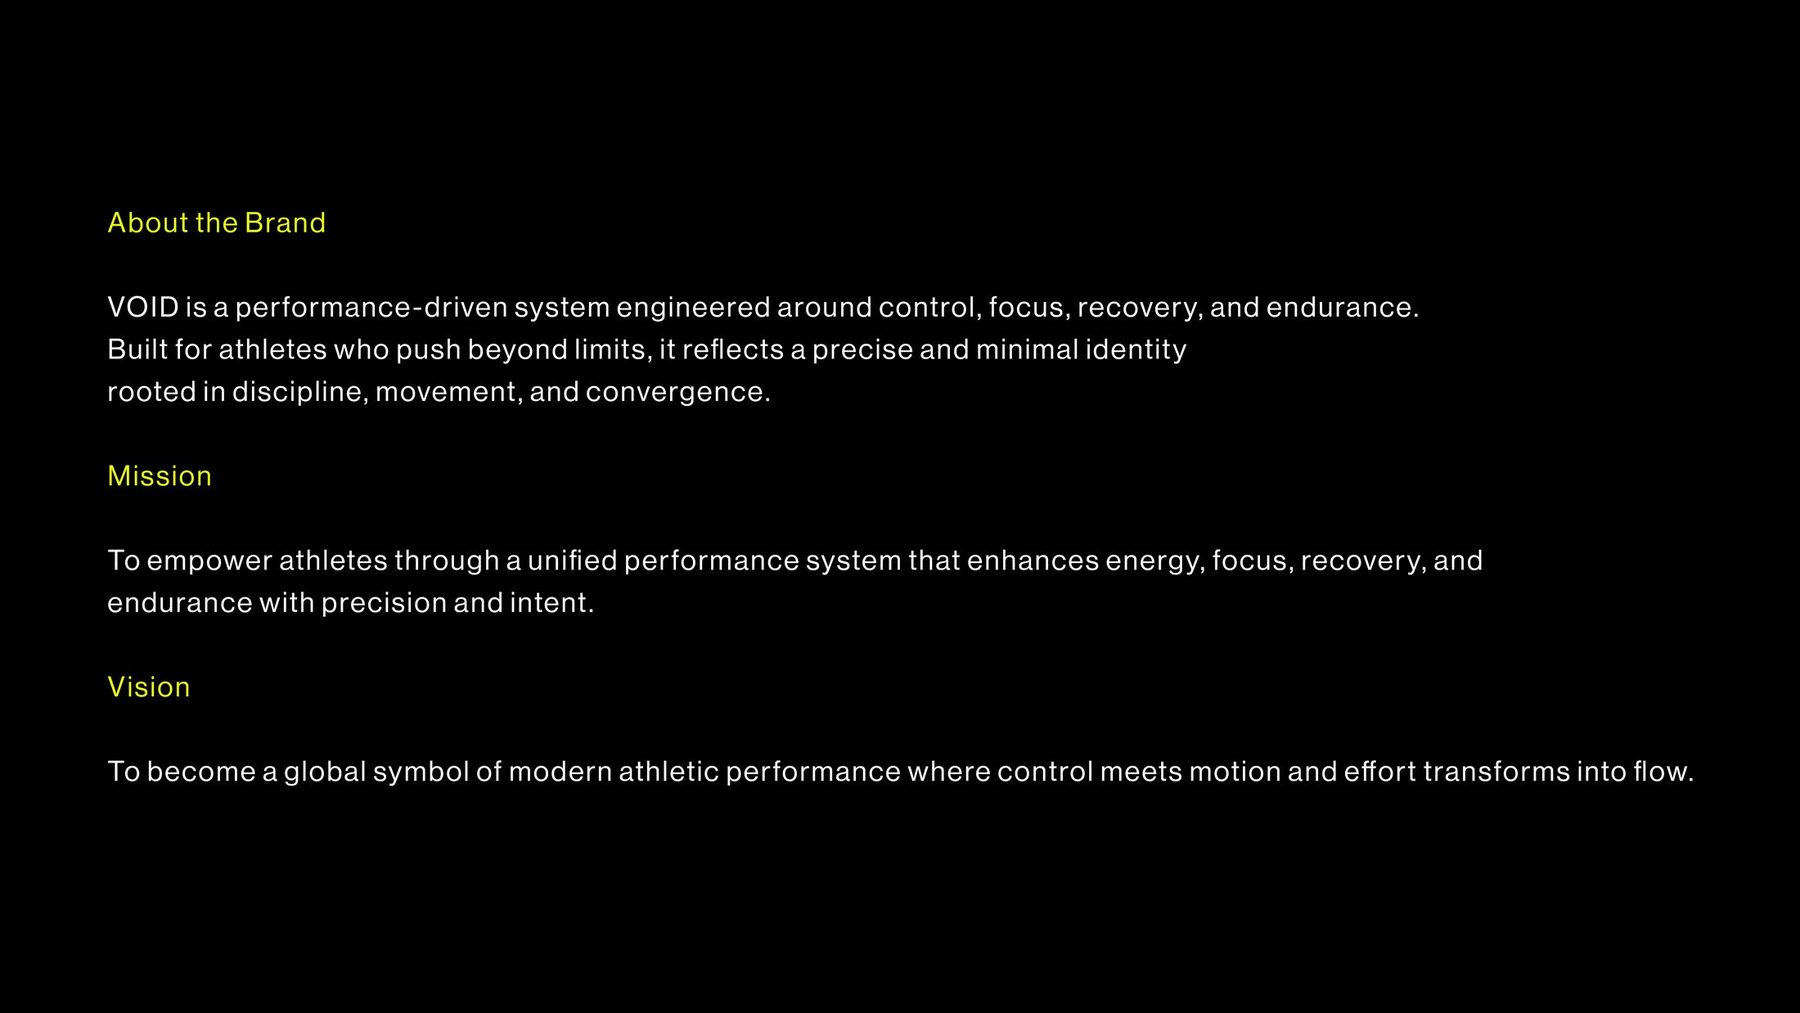 About the Brand
VOID is a performance-driven system engineered around control, focus, recovery, and endurance.
Built for athletes who push beyond limits, it reflects a precise and minimal identity
rooted in discipline, movement, and convergence.
Mission
To empower athletes through a unified performance system that enhances energy, focus, recovery, and
endurance with precision and intent.
Vision
To become a global symbol of modern athletic performance where control meets motion and effort transforms into flow.